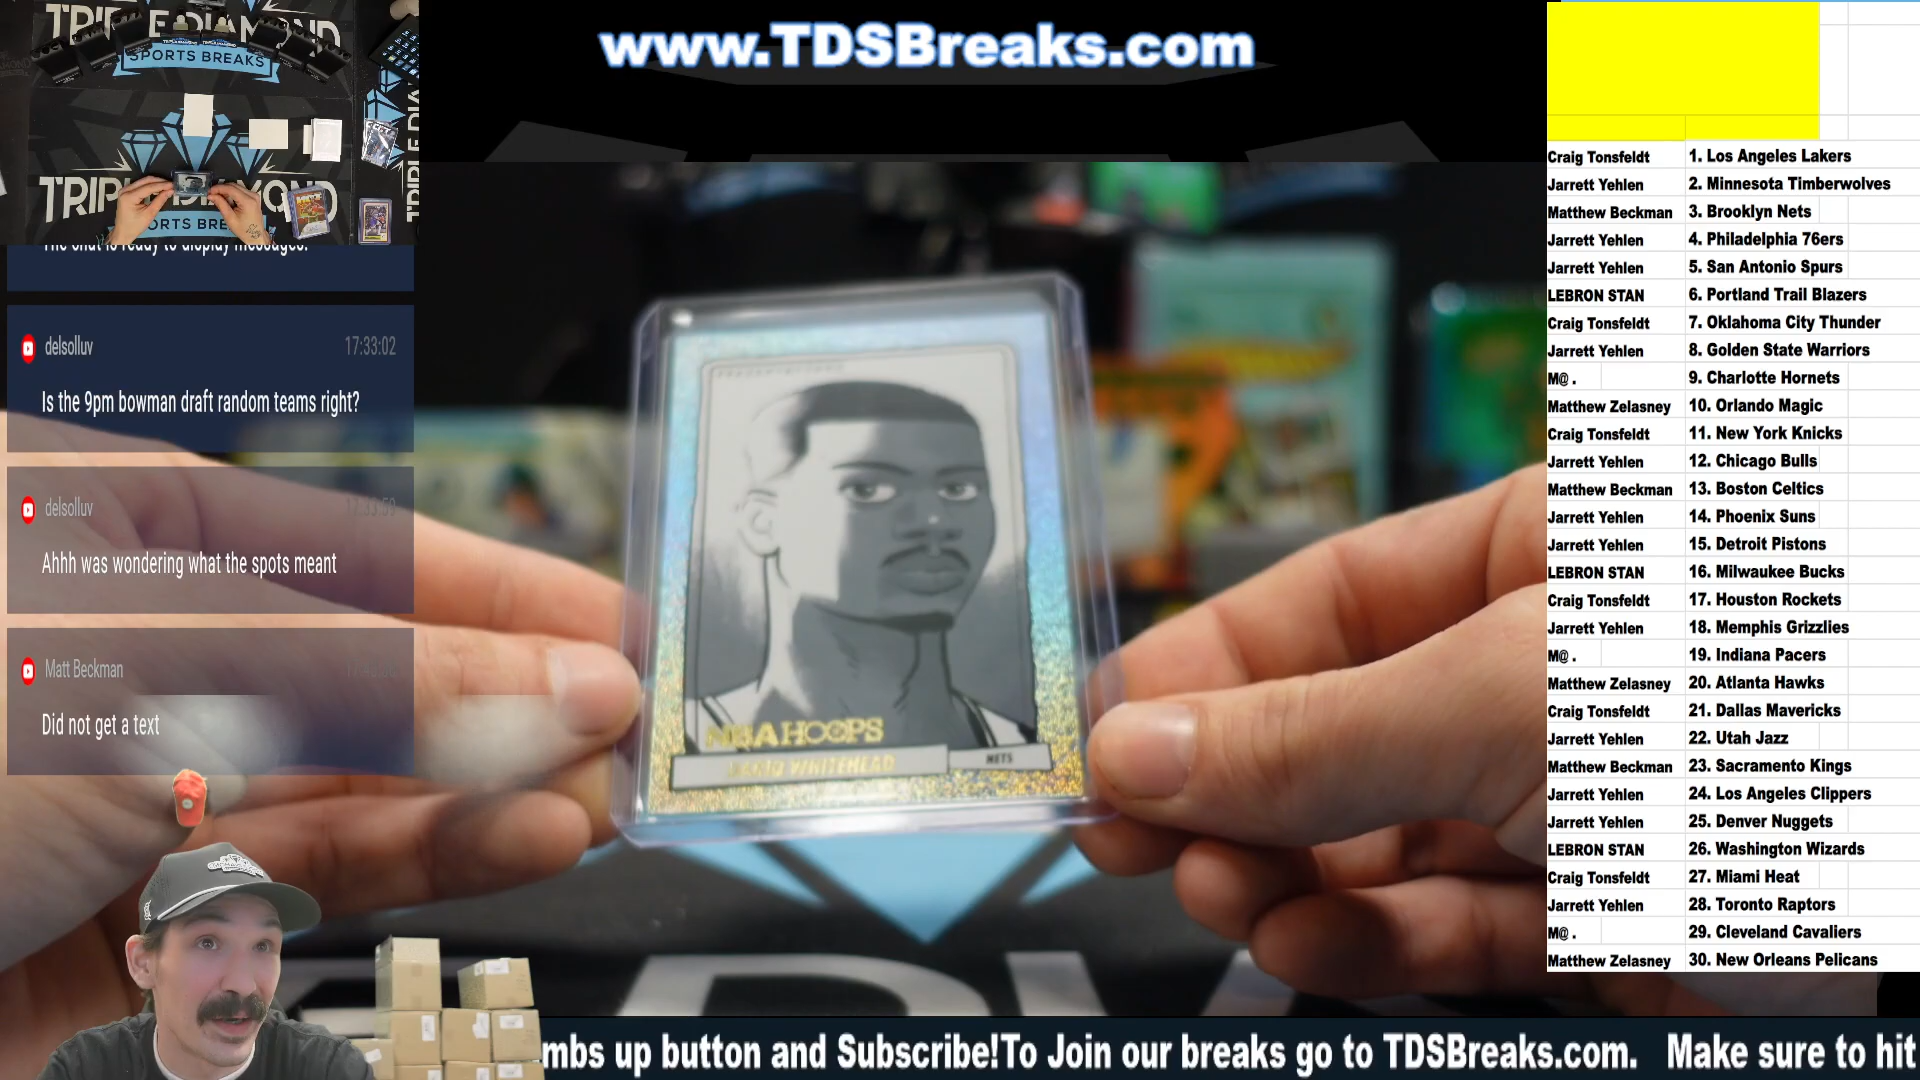 www.TDSBreaks.com
TRIPLE DIAMOND
SPORTS BREAKS
The chat is ready to display messages.
delsolluv 17:33:02
Is the 9pm bowman draft random teams right?
delsolluv
Ahhh was wondering what the spots meant
Matt Beckman
Did not get a text
NBA HOOPS
WHITEHEAD
NETS
Craig Tonsfeldt 1. Los Angeles Lakers
Jarrett Yehlen 2. Minnesota Timberwolves
Matthew Beckman 3. Brooklyn Nets
Jarrett Yehlen 4. Philadelphia 76ers
Jarrett Yehlen 5. San Antonio Spurs
LEBRON STAN 6. Portland Trail Blazers
Craig Tonsfeldt 7. Oklahoma City Thunder
Jarrett Yehlen 8. Golden State Warriors
M@ . 9. Charlotte Hornets
Matthew Zelasney 10. Orlando Magic
Craig Tonsfeldt 11. New York Knicks
Jarrett Yehlen 12. Chicago Bulls
Matthew Beckman 13. Boston Celtics
Jarrett Yehlen 14. Phoenix Suns
Jarrett Yehlen 15. Detroit Pistons
LEBRON STAN 16. Milwaukee Bucks
Craig Tonsfeldt 17. Houston Rockets
Jarrett Yehlen 18. Memphis Grizzlies
M@ . 19. Indiana Pacers
Matthew Zelasney 20. Atlanta Hawks
Craig Tonsfeldt 21. Dallas Mavericks
Jarrett Yehlen 22. Utah Jazz
Matthew Beckman 23. Sacramento Kings
Jarrett Yehlen 24. Los Angeles Clippers
Jarrett Yehlen 25. Denver Nuggets
LEBRON STAN 26. Washington Wizards
Craig Tonsfeldt 27. Miami Heat
Jarrett Yehlen 28. Toronto Raptors
M@ . 29. Cleveland Cavaliers
Matthew Zelasney 30. New Orleans Pelicans
mbs up button and Subscribe!To Join our breaks go to TDSBreaks.com. Make sure to hit